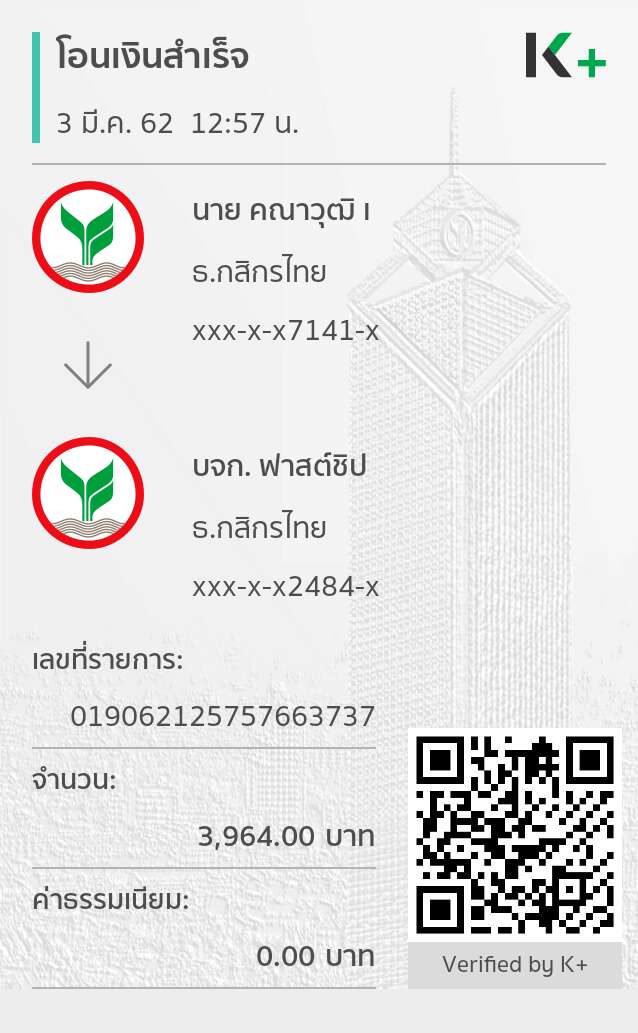 โอนเงินสำเร็จ
K+
3 มี.ค. 62 12:57 น.
นาย คณาวุฒิ เ
ธ.กสิกรไทย
xxx-x-x7141-x
บจก. ฟาสต์ชิป
ธ.กสิกรไทย
xxx-x-x2484-x
เลขที่รายการ:
019062125757663737
จำนวน:
3,964.00 บาท
ค่าธรรมเนียม:
0.00 บาท
Verified by K+